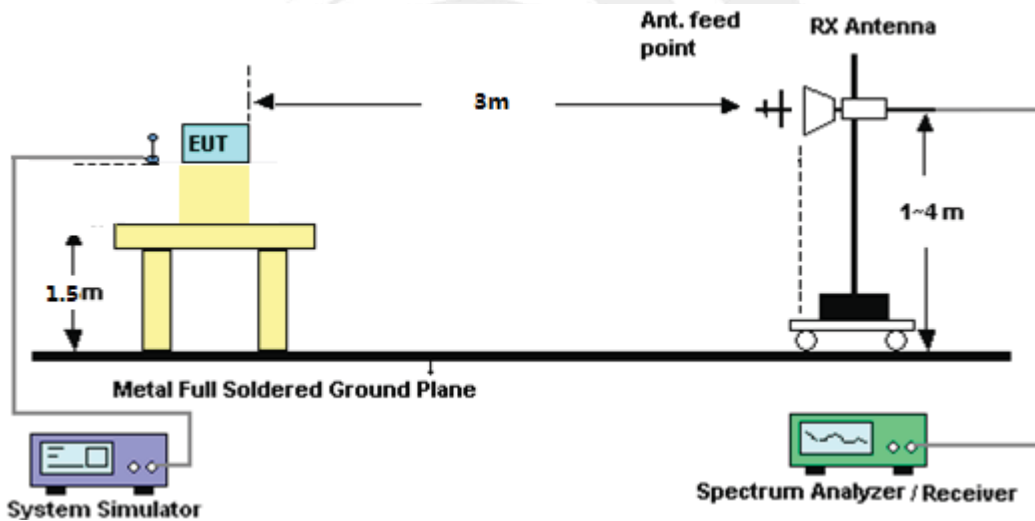 Ant. feed
point
RX Antenna
3m
EUT
1~4 m
1.5m
Metal Full Soldered Ground Plane
System Simulator
Spectrum Analyzer / Receiver